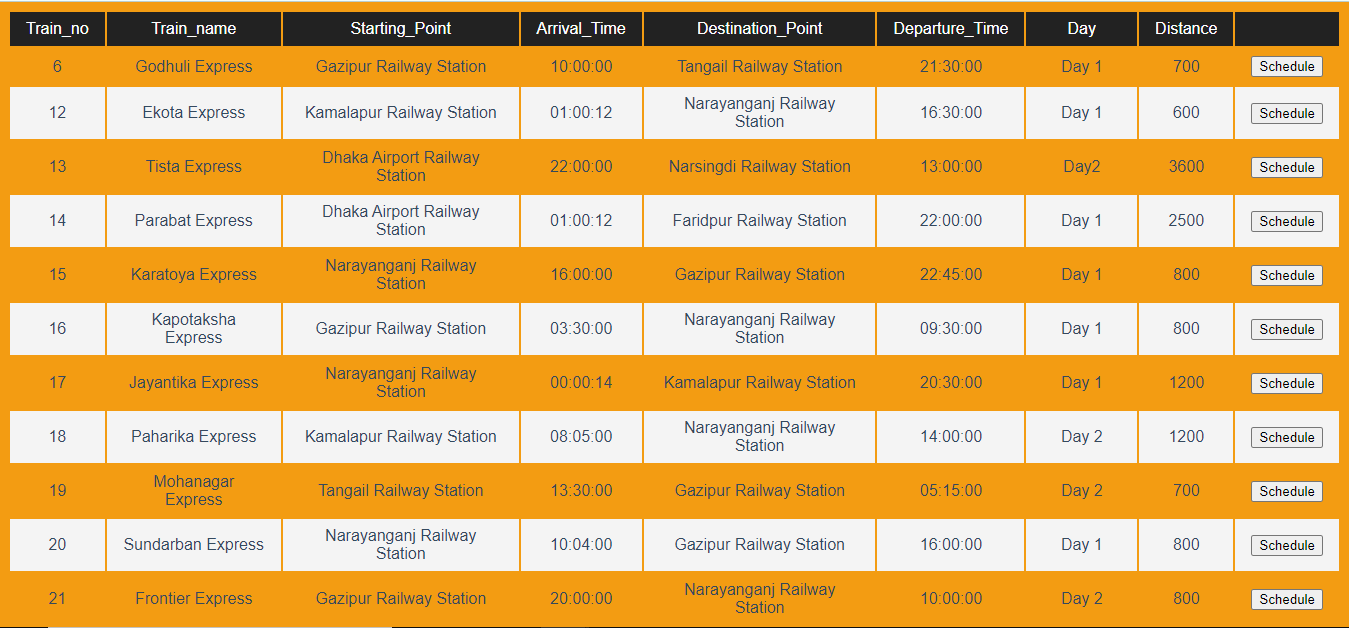 Train_no Train_name Starting_Point Arrival_Time Destination_Point Departure_Time Day Distance
6 Godhuli Express Gazipur Railway Station 10:00:00 Tangail Railway Station 21:30:00 Day 1 700 Schedule
12 Ekota Express Kamalapur Railway Station 01:00:12 Narayanganj Railway
Station 16:30:00 Day 1 600 Schedule
13 Tista Express Dhaka Airport Railway
Station 22:00:00 Narsingdi Railway Station 13:00:00 Day2 3600 Schedule
14 Parabat Express Dhaka Airport Railway
Station 01:00:12 Faridpur Railway Station 22:00:00 Day 1 2500 Schedule
15 Karatoya Express Narayanganj Railway
Station 16:00:00 Gazipur Railway Station 22:45:00 Day 1 800 Schedule
16 Kapotaksha
Express Gazipur Railway Station 03:30:00 Narayanganj Railway
Station 09:30:00 Day 1 800 Schedule
17 Jayantika Express Narayanganj Railway
Station 00:00:14 Kamalapur Railway Station 20:30:00 Day 1 1200 Schedule
18 Paharika Express Kamalapur Railway Station 08:05:00 Narayanganj Railway
Station 14:00:00 Day 2 1200 Schedule
19 Mohanagar
Express Tangail Railway Station 13:30:00 Gazipur Railway Station 05:15:00 Day 2 700 Schedule
20 Sundarban Express Narayanganj Railway
Station 10:04:00 Gazipur Railway Station 16:00:00 Day 1 800 Schedule
21 Frontier Express Gazipur Railway Station 20:00:00 Narayanganj Railway
Station 10:00:00 Day 2 800 Schedule